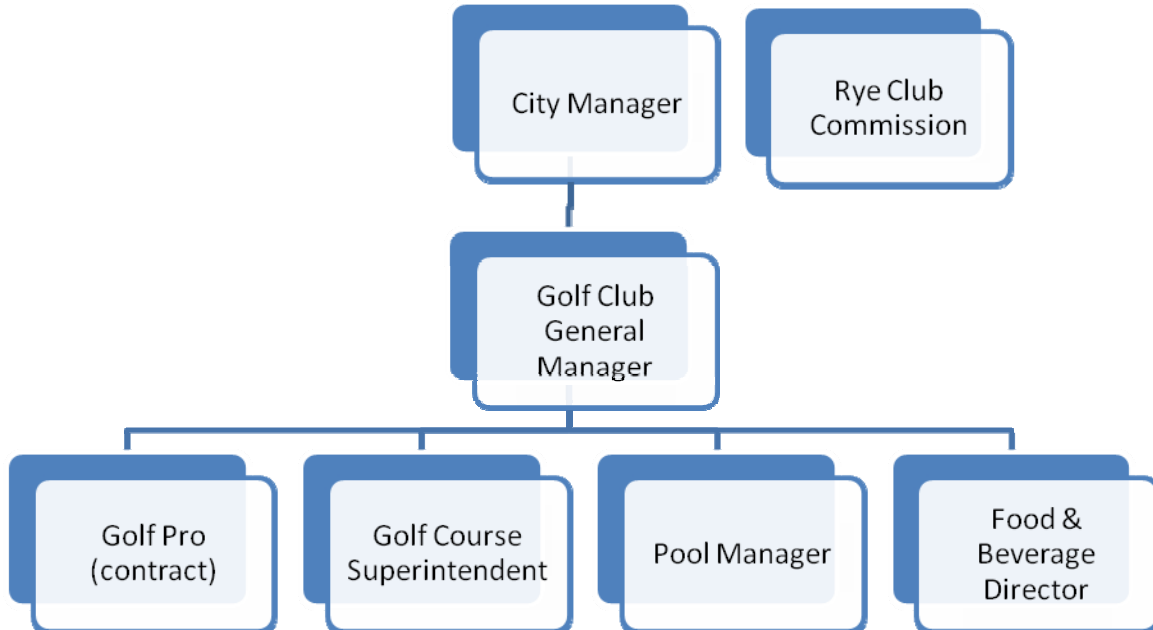 City Manager
Rye Club
Commission
Golf Club
General
Manager
Golf Pro
(contract)
Golf Course
Superintendent
Pool Manager
Food &
Beverage
Director